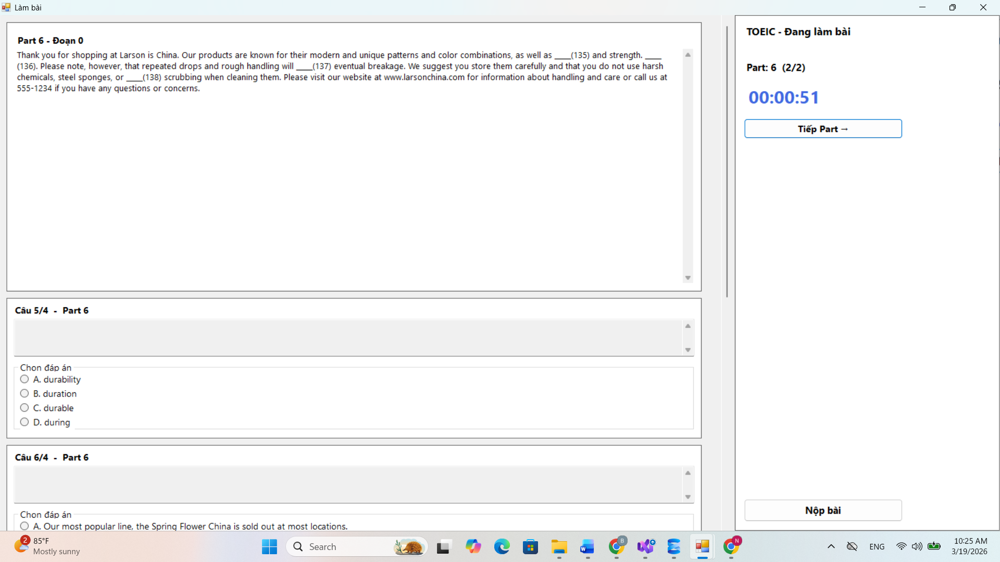 Làm bài
Part 6 - Đoạn 0
Thank you for shopping at Larson is China. Our products are known for their modern and unique patterns and color combinations, as well as ____(135) and strength. ____
(136). Please note, however, that repeated drops and rough handling will ____(137) eventual breakage. We suggest you store them carefully and that you do not use harsh
chemicals, steel sponges, or ____(138) scrubbing when cleaning them. Please visit our website at www.larsonchina.com for information about handling and care or call us at
555-1234 if you have any questions or concerns.
Câu 5/4 - Part 6
Chọn đáp án
A. durability
B. duration
C. durable
D. during
Câu 6/4 - Part 6
Chọn đáp án
A. Our most popular line, the Spring Flower China is sold out at most locations.
TOEIC - Đang làm bài
Part: 6 (2/2)
00:00:51
Tiếp Part →
Nộp bài
2
85°F
Mostly sunny
Search
B
N
ENG
10:25 AM
3/19/2026